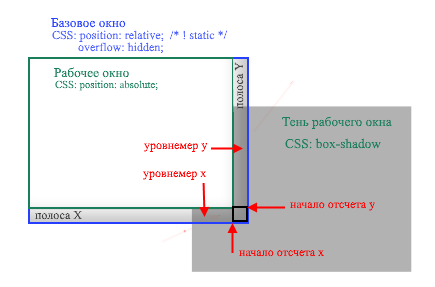 Базовое окно
CSS: position: relative; /* ! static */
overflow: hidden;
Рабочее окно
CSS: position: absolute;
полоса Y
Тень рабочего окна
CSS: box-shadow
уровнемер y
уровнемер x
начало отсчета y
полоса X
начало отсчета x